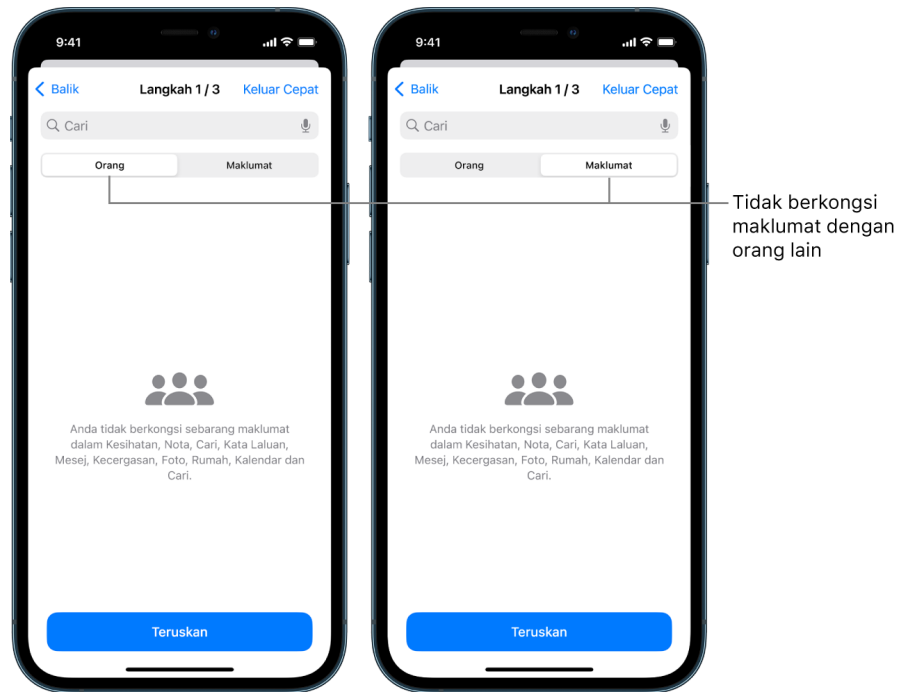 9:41
Balik
Langkah 1 / 3
Keluar Cepat
Cari
Orang
Maklumat
Anda tidak berkongsi sebarang maklumat
dalam Kesihatan, Nota, Cari, Kata Laluan,
Mesej, Kecergasan, Foto, Rumah, Kalendar dan
Cari.
Teruskan
9:41
Balik
Langkah 1 / 3
Keluar Cepat
Cari
Orang
Maklumat
Anda tidak berkongsi sebarang maklumat
dalam Kesihatan, Nota, Cari, Kata Laluan,
Mesej, Kecergasan, Foto, Rumah, Kalendar dan
Cari.
Teruskan
Tidak berkongsi
maklumat dengan
orang lain